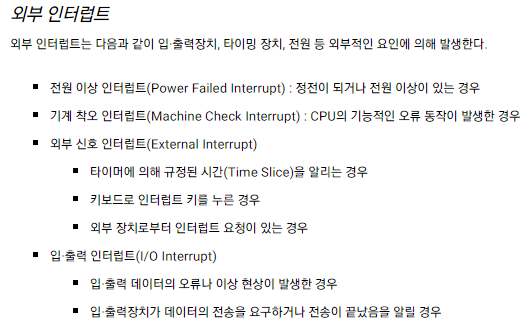 외부 인터럽트
외부 인터럽트는 다음과 같이 입·출력장치, 타이밍 장치, 전원 등 외부적인 요인에 의해 발생한다.
전원 이상 인터럽트(Power Failed Interrupt) : 정전이 되거나 전원 이상이 있는 경우
기계 착오 인터럽트(Machine Check Interrupt) : CPU의 기능적인 오류 동작이 발생한 경우
외부 신호 인터럽트(External Interrupt)
타이머에 의해 규정된 시간(Time Slice)을 알리는 경우
키보드로 인터럽트 키를 누른 경우
외부 장치로부터 인터럽트 요청이 있는 경우
입·출력 인터럽트(I/O Interrupt)
입·출력 데이터의 오류나 이상 현상이 발생한 경우
입·출력장치가 데이터의 전송을 요구하거나 전송이 끝났음을 알릴 경우